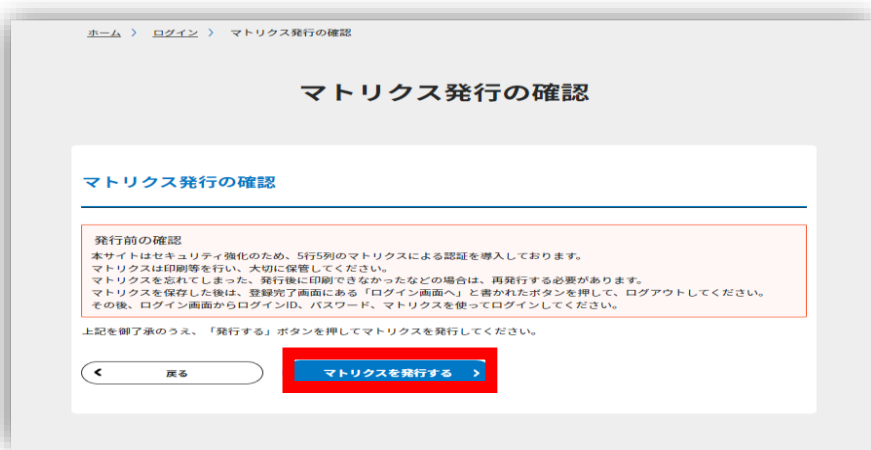 ホーム > ログイン > マトリクス発行の確認
マトリクス発行の確認
マトリクス発行の確認
発行前の確認
本サイトはセキュリティ強化のため、5行5列のマトリクスによる認証を導入しております。
マトリクスは印刷等を行い、大切に保管してください。
マトリクスを忘れてしまった、発行後に印刷できなかったなどの場合は、再発行する必要があります。
マトリクスを保存した後は、登録完了画面にある「ログイン画面へ」と書かれたボタンを押して、ログアウトしてください。
その後、ログイン画面からログインID、パスワード、マトリクスを使ってログインしてください。
上記を御了承のうえ、「発行する」ボタンを押してマトリクスを発行してください。
戻る
マトリクスを発行する